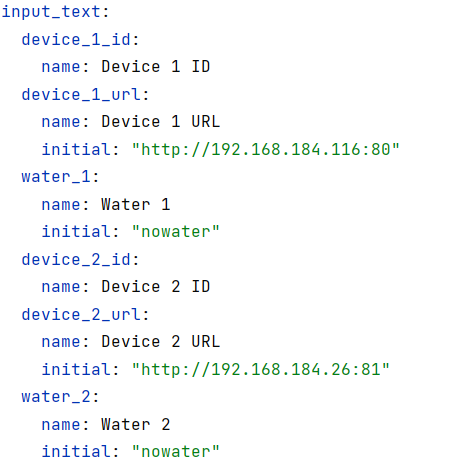 input_text:
  device_1_id:
    name: Device 1 ID
  device_1_url:
    name: Device 1 URL
    initial: "http://192.168.184.116:80"
  water_1:
    name: Water 1
    initial: "nowater"
  device_2_id:
    name: Device 2 ID
  device_2_url:
    name: Device 2 URL
    initial: "http://192.168.184.26:81"
  water_2:
    name: Water 2
    initial: "nowater"